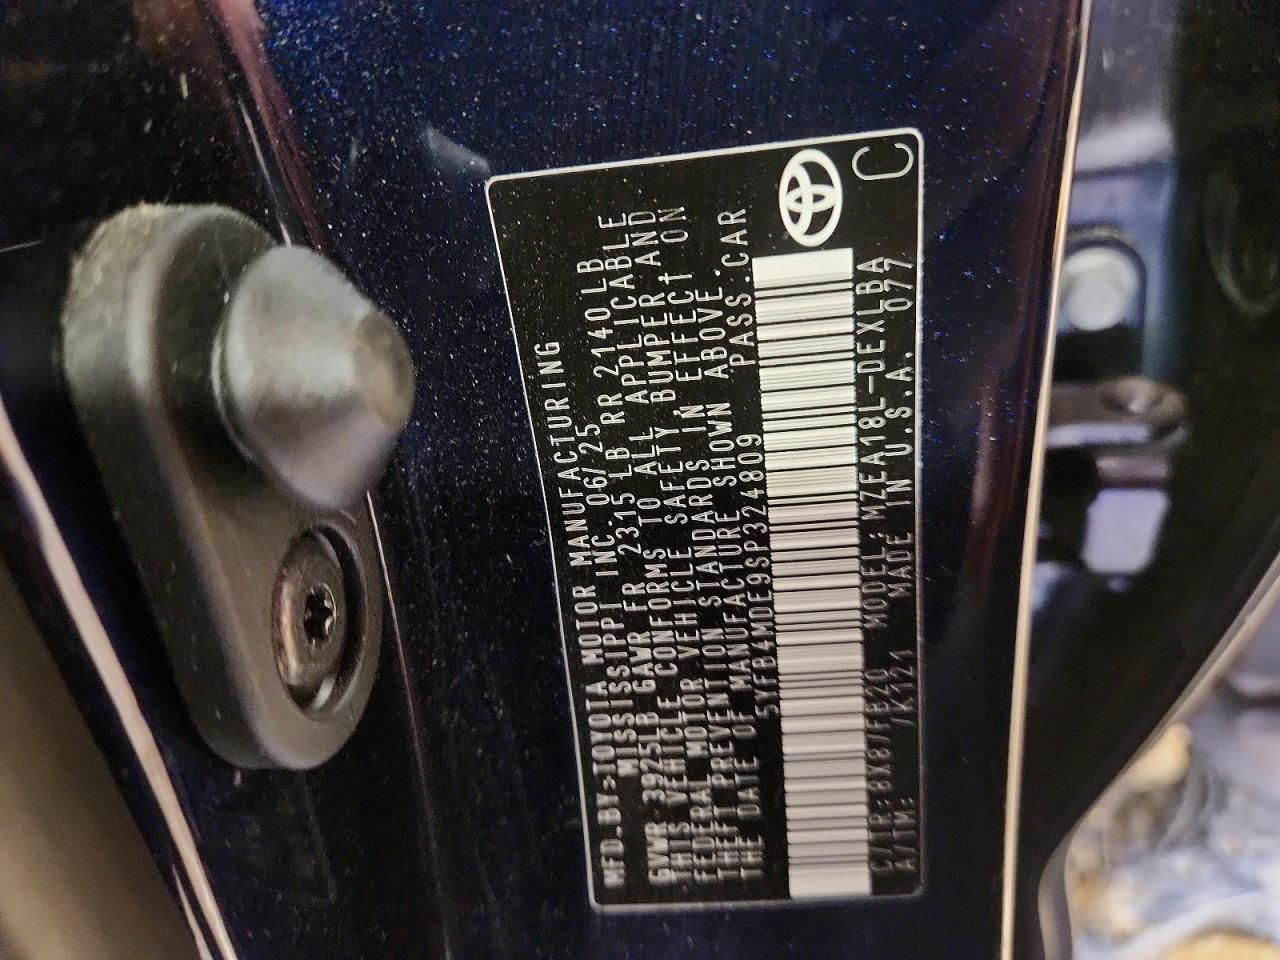 MFD.BY>TOYOTA MOTOR MANUFACTURING
MISSISSIPPI INC. 06/25
GVWR 3925LB GAWR FR 2315 LB RR 2140LB
THIS VEHICLE CONFORMS TO ALL APPLICABLE
FEDERAL MOTOR VEHICLE SAFETY, BUMPER, AND
THEFT PREVENTION STANDARDS IN EFFECT ON
THE DATE OF MANUFACTURE SHOWN ABOVE.
5YFB4MDE9SP324809 PASS.CAR
C/TR:8X8/FB20 MODEL:MZEA18L-DEXLBA
A/TM: /K121 MADE IN U.S.A. 077
C